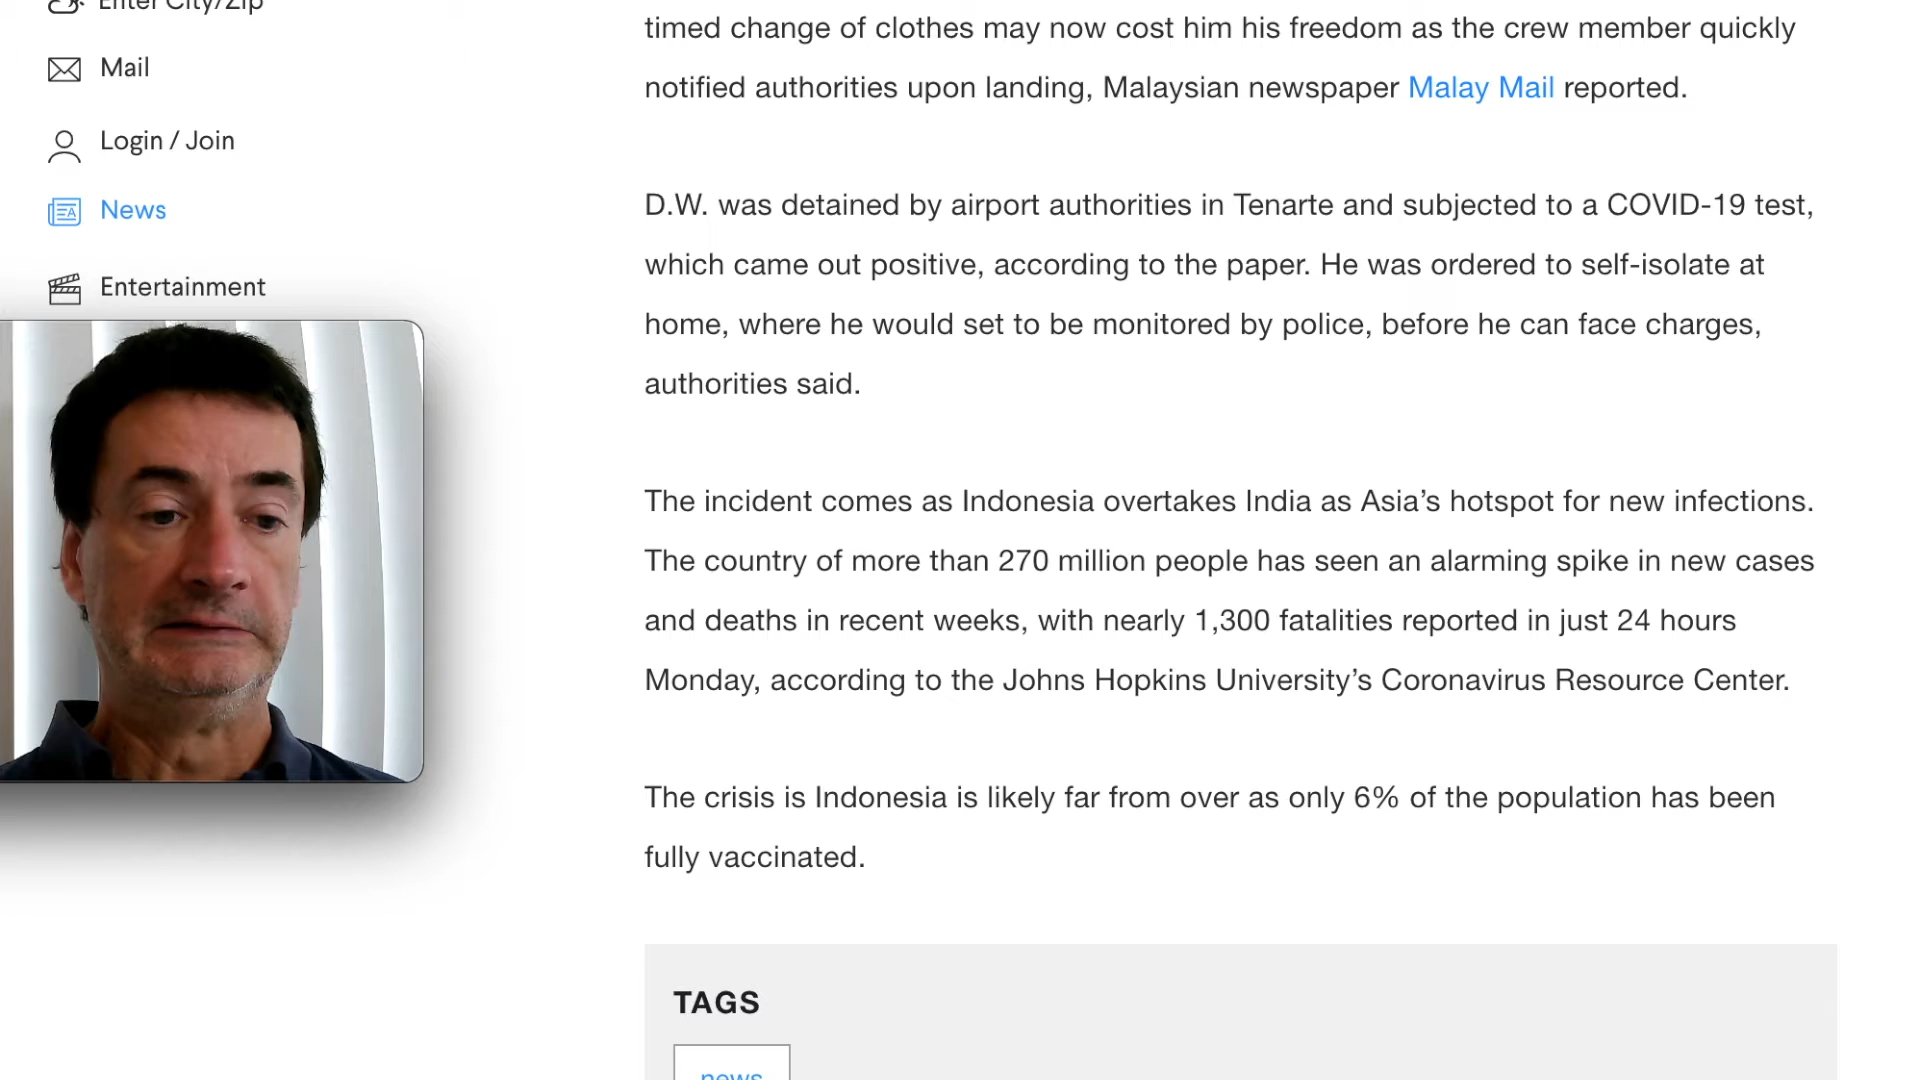 Enter City/Zip
Mail
Login / Join
News
Entertainment
timed change of clothes may now cost him his freedom as the crew member quickly
notified authorities upon landing, Malaysian newspaper Malay Mail reported.
D.W. was detained by airport authorities in Tenarte and subjected to a COVID-19 test,
which came out positive, according to the paper. He was ordered to self-isolate at
home, where he would set to be monitored by police, before he can face charges,
authorities said.
The incident comes as Indonesia overtakes India as Asia’s hotspot for new infections.
The country of more than 270 million people has seen an alarming spike in new cases
and deaths in recent weeks, with nearly 1,300 fatalities reported in just 24 hours
Monday, according to the Johns Hopkins University’s Coronavirus Resource Center.
The crisis is Indonesia is likely far from over as only 6% of the population has been
fully vaccinated.
TAGS
news